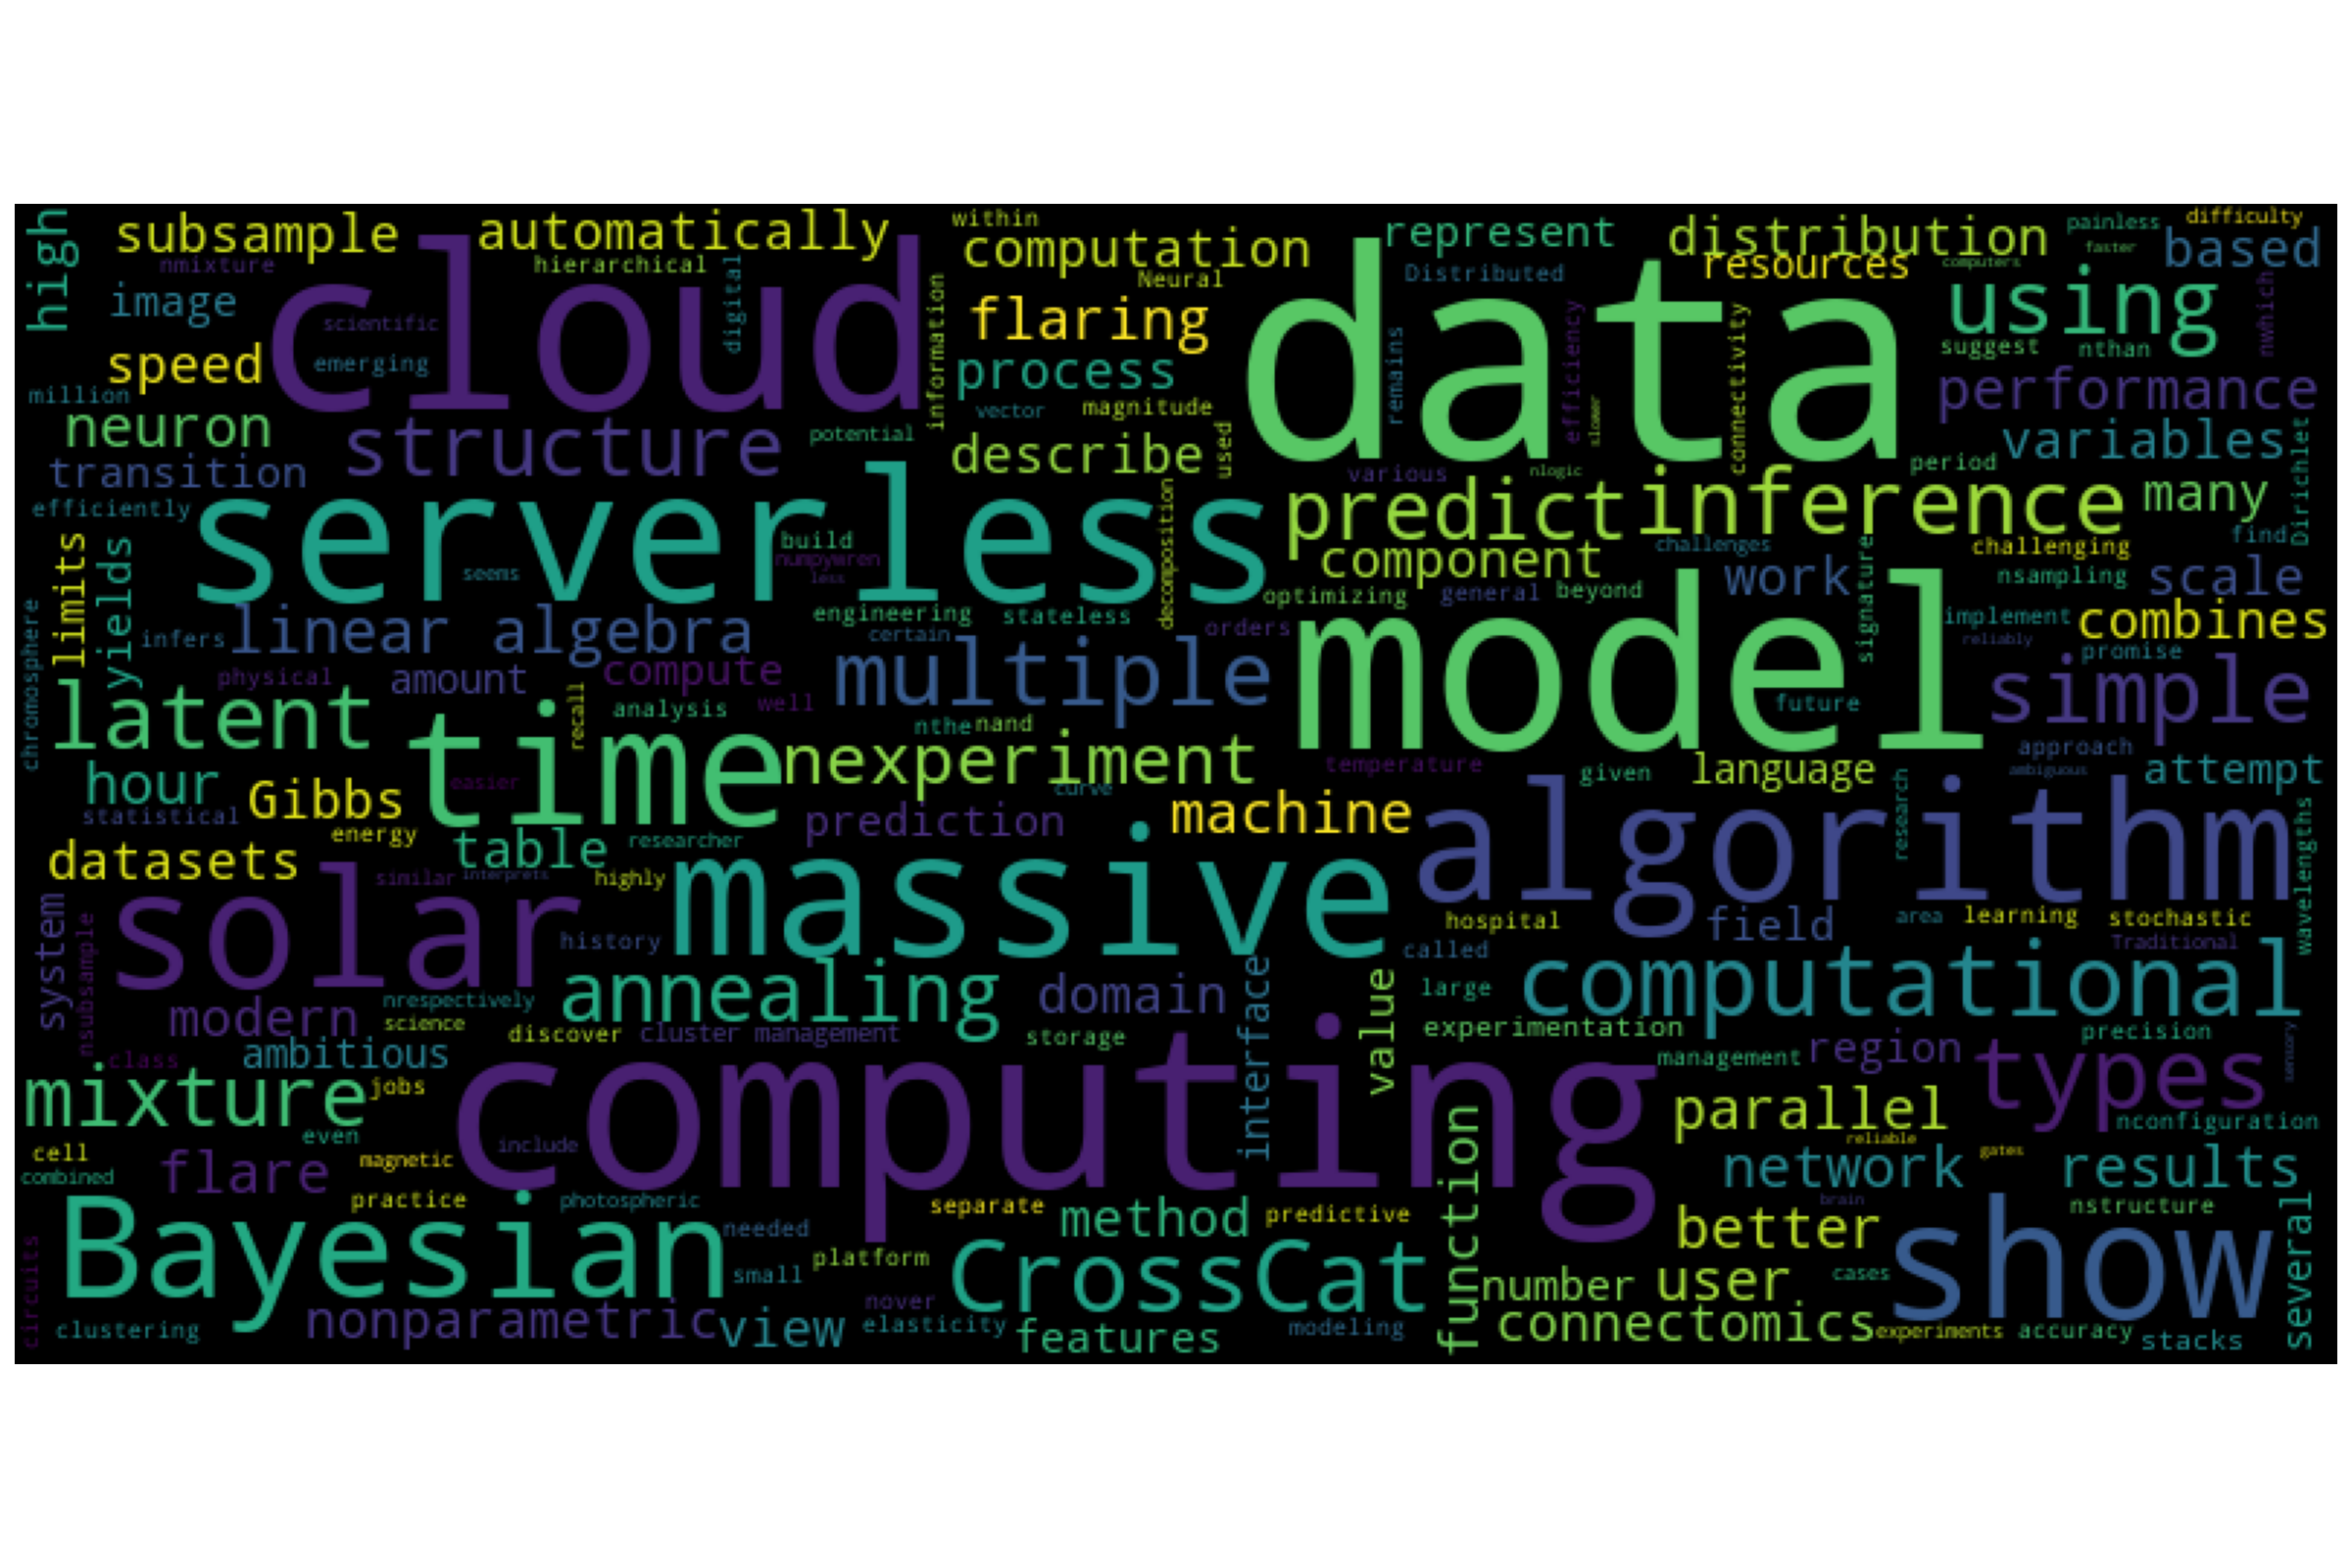 high
subsample
automatically
within
computation
represent
distribution
painless
difficulty
faster
based
nmixture
hierarchical
digital
Neural
Distributed
resources
computers
image
cloud
scientific
information
flaring
data
using
nwhich
speed
emerging
process
remains
efficiency
connectivity
suggest
nthan
million
vector
magnitude
slower
performance
neuron
structure
potential
describe
used
variables
Dirichlet
transition
various
nlogic
period
efficiently
serverless
decomposition
predict
inference
many
limits
yields
build
numpywren
less
seems
component
challenges
challenging
find
signature
work
nsampling
scale
chromosphere
infers
linear algebra
engineering
stateless
certain
optimizing
general
beyond
orders
implement
reliably
combines
promise
physical
amount
compute
multiple
model
simple
latent
time
recall
analysis
well
nthe
nand
future
hour
easier
nexperiment
curve
temperature
given
language
approach
ambiguous
attempt
statistical
Gibbs
energy
table
researcher
prediction
machine
algorithm
research
wavelengths
datasets
solar
similar
interprets
highly
massive
system
nsubsample
history
hospital
called
field
area
learning
stochastic
Traditional
modern
nrespectively
science
annealing
discover
cluster management
domain
storage
interface
value
large
computational
experimentation
precision
class
ambitious
management
region
types
sensory
mixture
jobs
computing
parallel
nconfiguration
even
include
reliable
cell
combined
flare
magnetic
function
network
gates
results
practice
photospheric
separate
method
predictive
brain
nstructure
several
circuits
Bayesian
needed
platform
small
CrossCat
better
show
number
user
cases
clustering
nonparametric
view
nover
elasticity
features
modeling
connectomics
experiments
accuracy
stacks